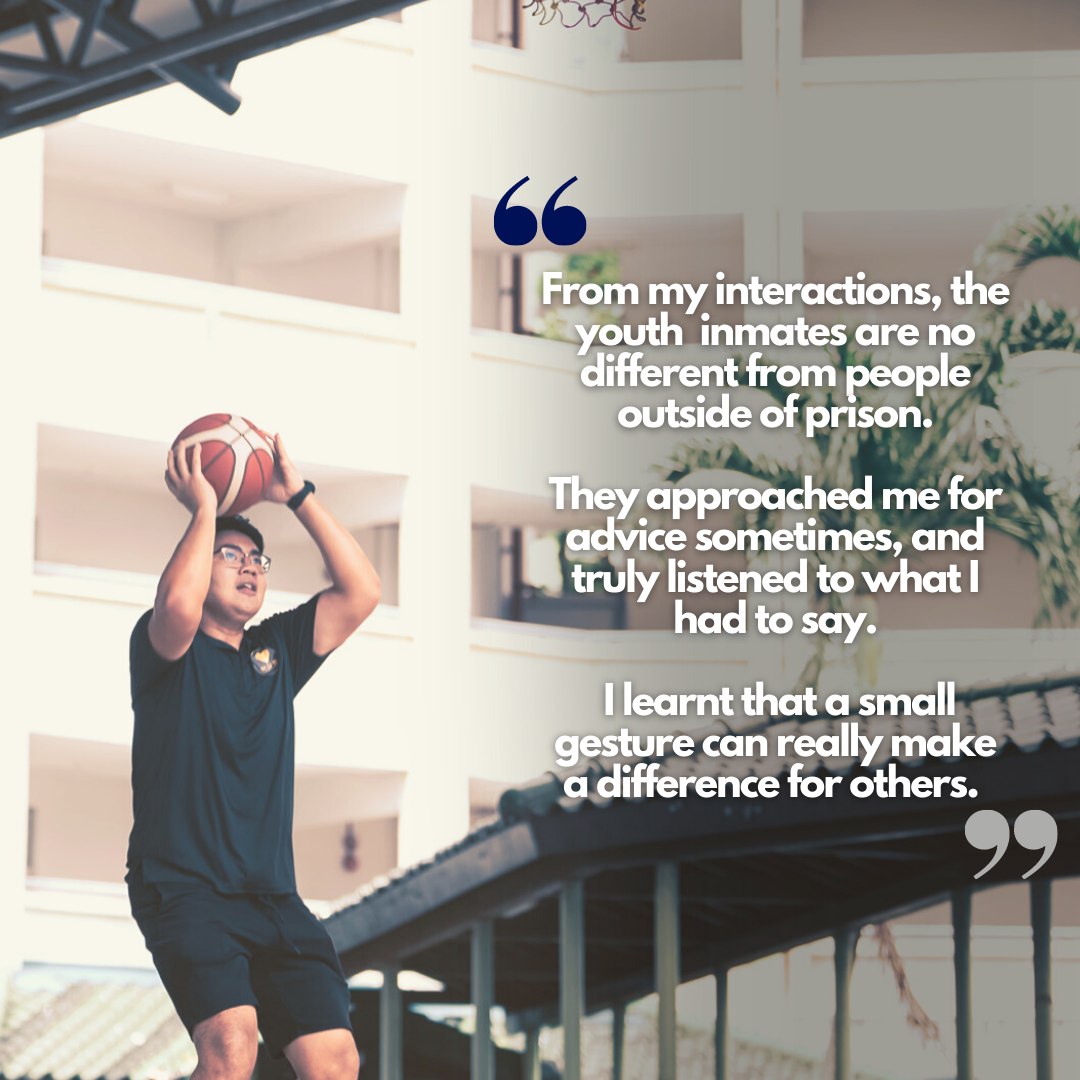 “
From my interactions, the
youth  inmates are no
different from people
outside of prison.
They approached me for
advice sometimes, and
truly listened to what I
had to say.
I learnt that a small
gesture can really make
a difference for others.
”